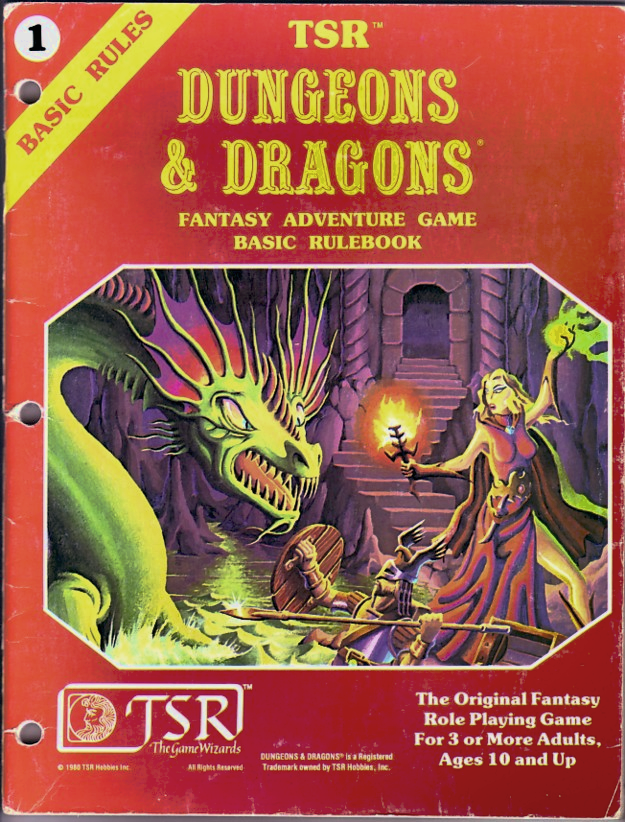 1
BASIC RULES
TSR™
DUNGEONS
& DRAGONS®
FANTASY ADVENTURE GAME
BASIC RULEBOOK
TSR™
The Game Wizards
© 1980 TSR Hobbies Inc.
All Rights Reserved
DUNGEONS & DRAGONS® is a Registered
Trademark owned by TSR Hobbies, Inc.
The Original Fantasy
Role Playing Game
For 3 or More Adults,
Ages 10 and Up